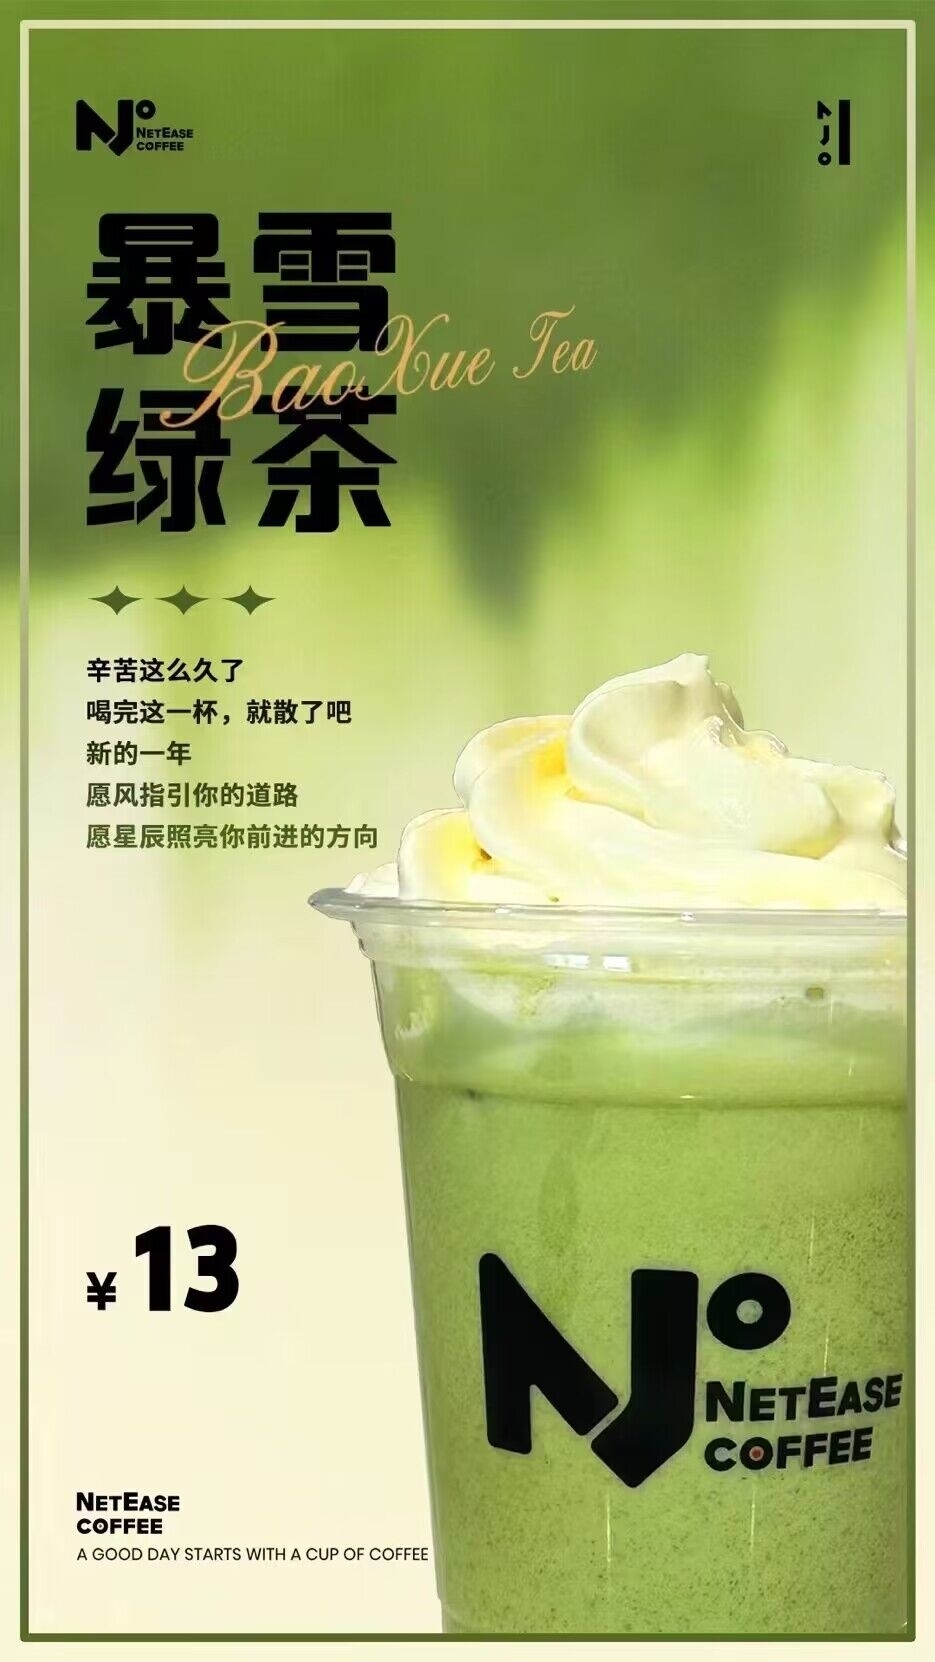 NETEASE
COFFEE
暴雪
绿茶
BaoXue Tea
辛苦这么久了
喝完这一杯，就散了吧
新的一年
愿风指引你的道路
愿星辰照亮你前进的方向
¥13
NETEASE
COFFEE
NETEASE
COFFEE
A GOOD DAY STARTS WITH A CUP OF COFFEE